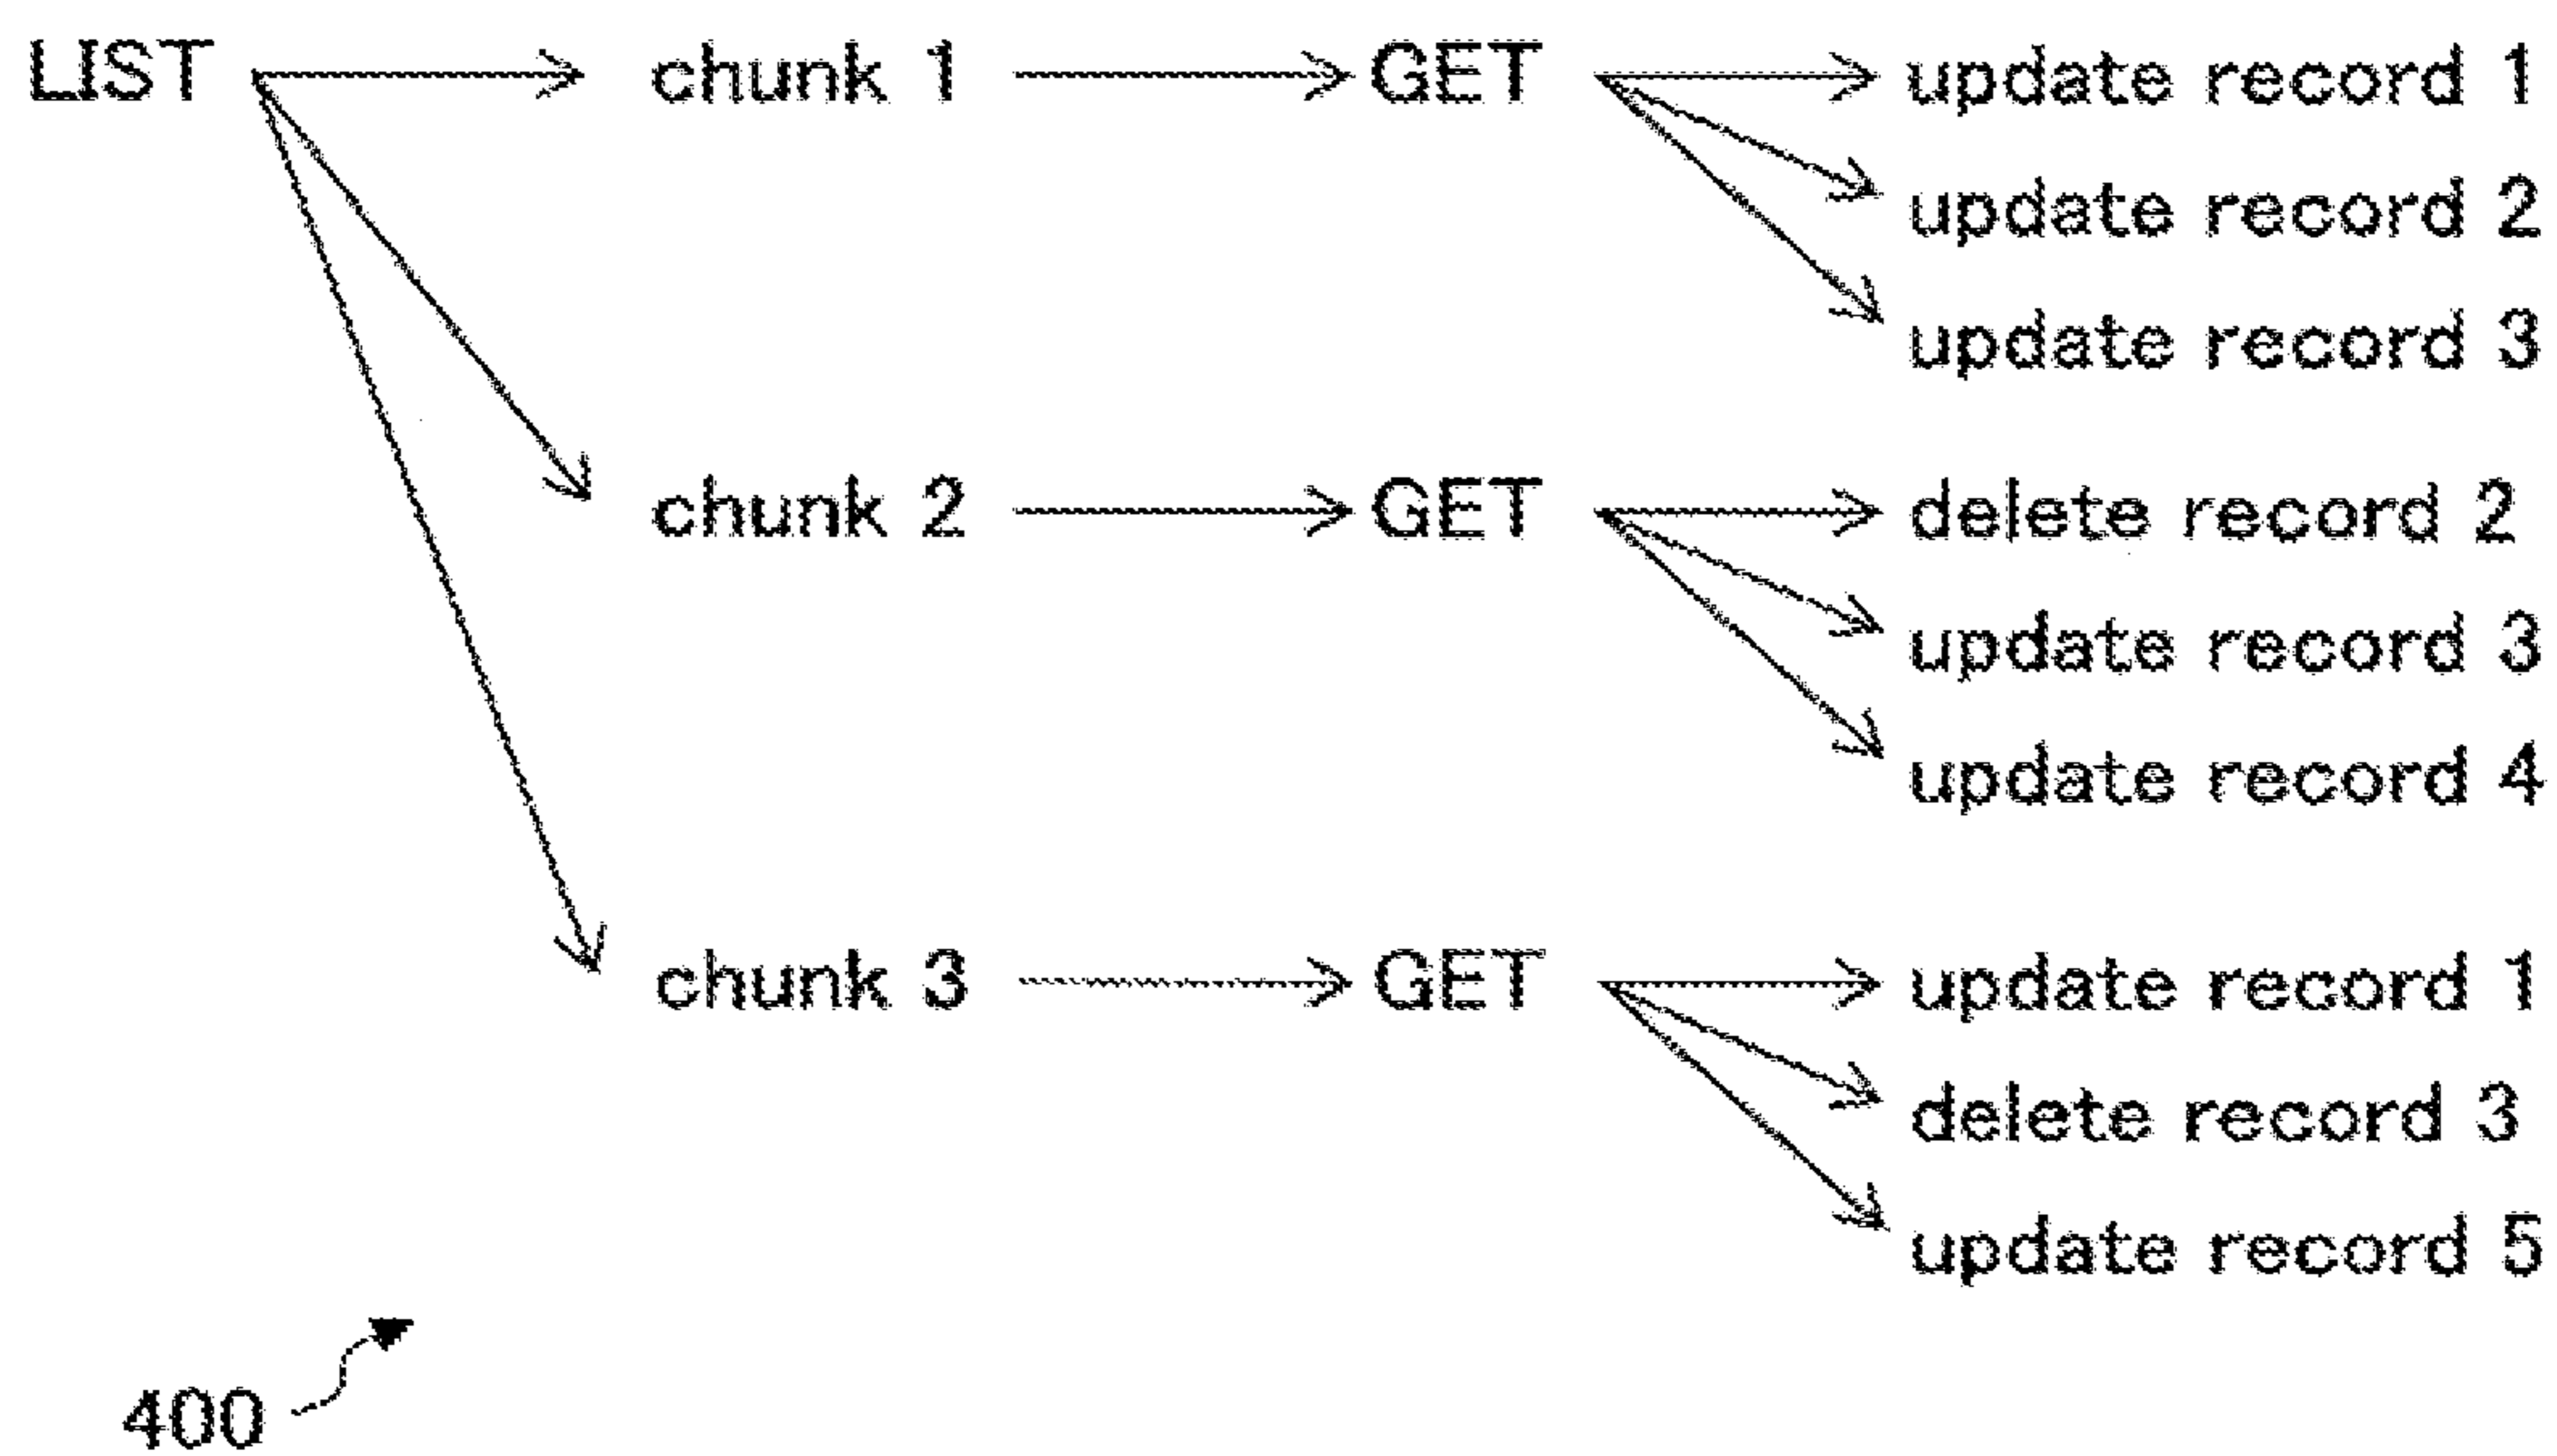 LIST chunk 1 GET update record 1
update record 2
update record 3
chunk 2 GET delete record 2
update record 3
update record 4
chunk 3 GET update record 1
delete record 3
update record 5
400